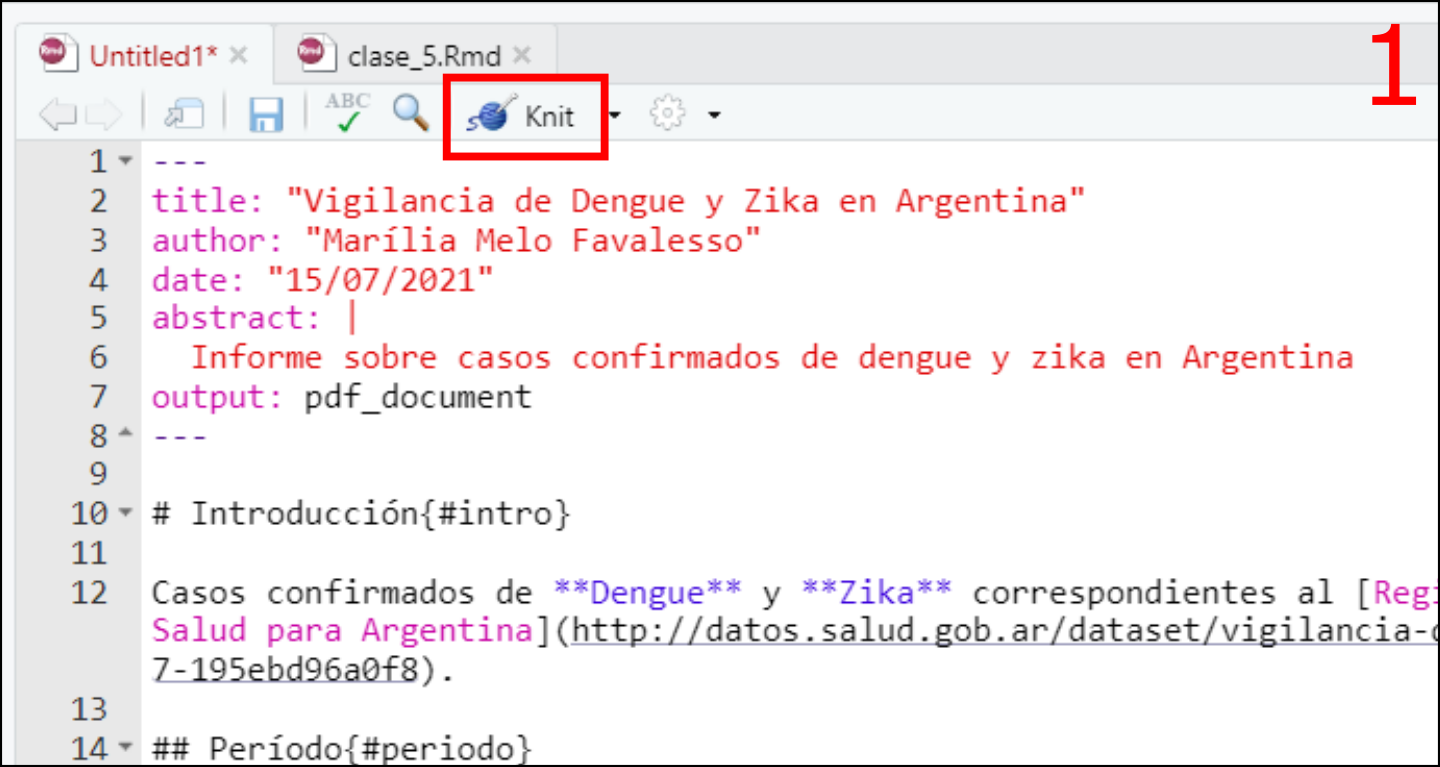 Untitled1* clase_5.Rmd
1
ABC Knit
1 ---
2 title: "Vigilancia de Dengue y Zika en Argentina"
3 author: "Marília Melo Favalesso"
4 date: "15/07/2021"
5 abstract: |
6 Informe sobre casos confirmados de dengue y zika en Argentina
7 output: pdf_document
8 ---
9
10 # Introducción{#intro}
11
12 Casos confirmados de **Dengue** y **Zika** correspondientes al [Regi
Salud para Argentina](http://datos.salud.gob.ar/dataset/vigilancia-d
7-195ebd96a0f8).
13
14 ## Período{#periodo}